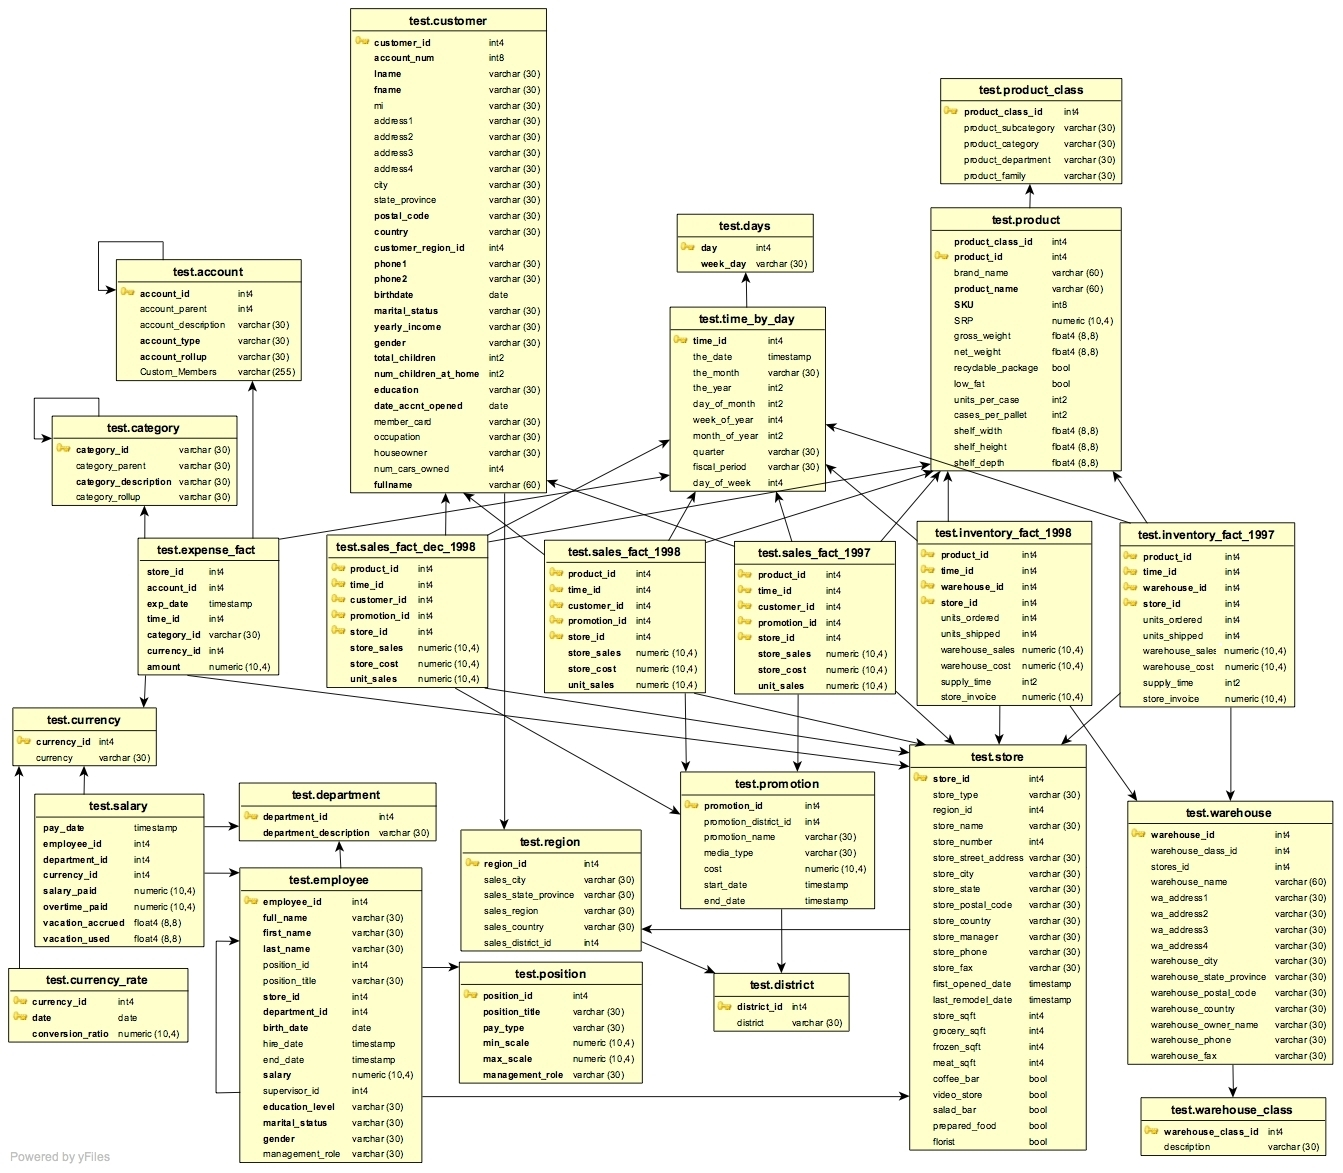 test.customer
customer_id int4
account_num int8
lname varchar (30)
fname varchar (30)
mi varchar (30)
address1 varchar (30)
address2 varchar (30)
address3 varchar (30)
address4 varchar (30)
city varchar (30)
state_province varchar (30)
postal_code varchar (30)
country varchar (30)
customer_region_id int4
phone1 varchar (30)
phone2 varchar (30)
birthdate date
marital_status varchar (30)
yearly_income varchar (30)
gender varchar (30)
total_children int2
num_children_at_home int2
education varchar (30)
date_accnt_opened date
member_card varchar (30)
occupation varchar (30)
houseowner varchar (30)
num_cars_owned int4
fullname varchar (60)
test.product_class
product_class_id int4
product_subcategory varchar (30)
product_category varchar (30)
product_department varchar (30)
product_family varchar (30)
test.product
product_class_id int4
product_id int4
brand_name varchar (60)
product_name varchar (60)
SKU int8
SRP numeric (10,4)
gross_weight float4 (8,8)
net_weight float4 (8,8)
recyclable_package bool
low_fat bool
units_per_case int2
cases_per_pallet int2
shelf_width float4 (8,8)
shelf_height float4 (8,8)
shelf_depth float4 (8,8)
test.days
day int4
week_day varchar (30)
test.time_by_day
time_id int4
the_date timestamp
the_month varchar (30)
the_year int2
day_of_month int2
week_of_year int4
month_of_year int2
quarter varchar (30)
fiscal_period varchar (30)
day_of_week int4
test.account
account_id int4
account_parent int4
account_description varchar (30)
account_type varchar (30)
account_rollup varchar (30)
Custom_Members varchar (255)
test.category
category_id varchar (30)
category_parent varchar (30)
category_description varchar (30)
category_rollup varchar (30)
test.expense_fact
store_id int4
account_id int4
exp_date timestamp
time_id int4
category_id varchar (30)
currency_id int4
amount numeric (10,4)
test.sales_fact_dec_1998
product_id int4
time_id int4
customer_id int4
promotion_id int4
store_id int4
store_sales numeric (10,4)
store_cost numeric (10,4)
unit_sales numeric (10,4)
test.sales_fact_1998
product_id int4
time_id int4
customer_id int4
promotion_id int4
store_id int4
store_sales numeric (10,4)
store_cost numeric (10,4)
unit_sales numeric (10,4)
test.sales_fact_1997
product_id int4
time_id int4
customer_id int4
promotion_id int4
store_id int4
store_sales numeric (10,4)
store_cost numeric (10,4)
unit_sales numeric (10,4)
test.inventory_fact_1998
product_id int4
time_id int4
warehouse_id int4
store_id int4
units_ordered int4
units_shipped int4
warehouse_sales numeric (10,4)
warehouse_cost numeric (10,4)
supply_time int2
store_invoice numeric (10,4)
test.inventory_fact_1997
product_id int4
time_id int4
warehouse_id int4
store_id int4
units_ordered int4
units_shipped int4
warehouse_sales numeric (10,4)
warehouse_cost numeric (10,4)
supply_time int2
store_invoice numeric (10,4)
test.currency
currency_id int4
currency varchar (30)
test.salary
pay_date timestamp
employee_id int4
department_id int4
currency_id int4
salary_paid numeric (10,4)
overtime_paid numeric (10,4)
vacation_accrued float4 (8,8)
vacation_used float4 (8,8)
test.currency_rate
currency_id int4
date date
conversion_ratio numeric (10,4)
test.department
department_id int4
department_description varchar (30)
test.employee
employee_id int4
full_name varchar (30)
first_name varchar (30)
last_name varchar (30)
position_id int4
position_title varchar (30)
store_id int4
department_id int4
birth_date date
hire_date timestamp
end_date timestamp
salary numeric (10,4)
supervisor_id int4
education_level varchar (30)
marital_status varchar (30)
gender varchar (30)
management_role varchar (30)
test.region
region_id int4
sales_city varchar (30)
sales_state_province varchar (30)
sales_region varchar (30)
sales_country varchar (30)
sales_district_id int4
test.position
position_id int4
position_title varchar (30)
pay_type varchar (30)
min_scale numeric (10,4)
max_scale numeric (10,4)
management_role varchar (30)
test.promotion
promotion_id int4
promotion_district_id int4
promotion_name varchar (30)
media_type varchar (30)
cost numeric (10,4)
start_date timestamp
end_date timestamp
test.district
district_id int4
district varchar (30)
test.store
store_id int4
store_type varchar (30)
region_id int4
store_name varchar (30)
store_number int4
store_street_address varchar (30)
store_city varchar (30)
store_state varchar (30)
store_postal_code varchar (30)
store_country varchar (30)
store_manager varchar (30)
store_phone varchar (30)
store_fax varchar (30)
first_opened_date timestamp
last_remodel_date timestamp
store_sqft int4
grocery_sqft int4
frozen_sqft int4
meat_sqft int4
coffee_bar bool
video_store bool
salad_bar bool
prepared_food bool
florist bool
test.warehouse
warehouse_id int4
warehouse_class_id int4
stores_id int4
warehouse_name varchar (60)
wa_address1 varchar (30)
wa_address2 varchar (30)
wa_address3 varchar (30)
wa_address4 varchar (30)
warehouse_city varchar (30)
warehouse_state_province varchar (30)
warehouse_postal_code varchar (30)
warehouse_country varchar (30)
warehouse_owner_name varchar (30)
warehouse_phone varchar (30)
warehouse_fax varchar (30)
test.warehouse_class
warehouse_class_id int4
description varchar (30)
Powered by yFiles